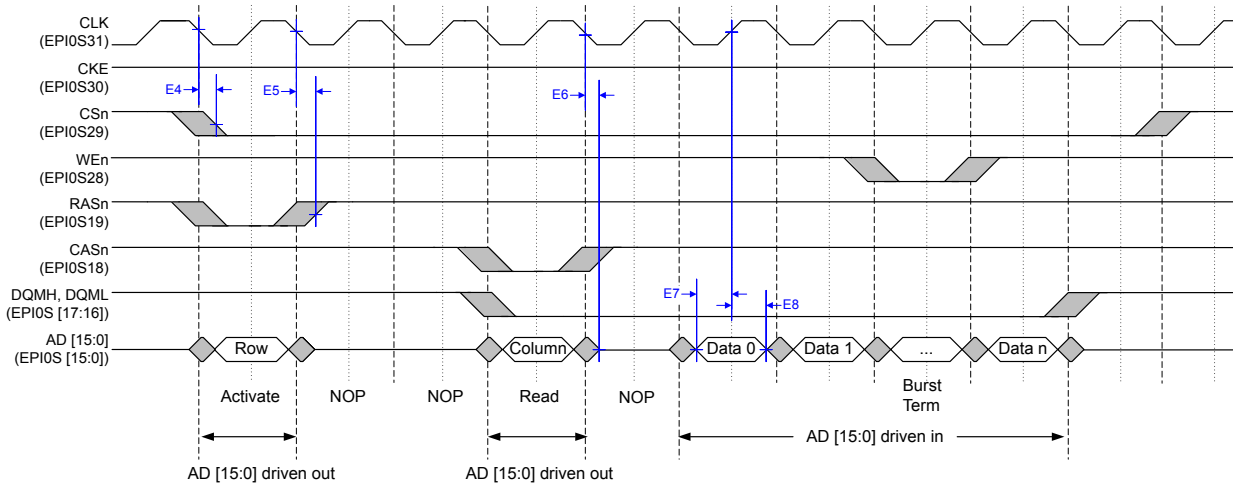 CLK
(EPI0S31)
CKE
(EPI0S30)
E4
E5
E6
CSn
(EPI0S29)
WEn
(EPI0S28)
RASn
(EPI0S19)
CASn
(EPI0S18)
DQMH, DQML
(EPI0S [17:16])
E7
E8
AD [15:0]
(EPI0S [15:0])
Row
Column
Data 0
Data 1
...
Data n
Activate
NOP
NOP
Read
NOP
Burst
Term
AD [15:0] driven in
AD [15:0] driven out
AD [15:0] driven out